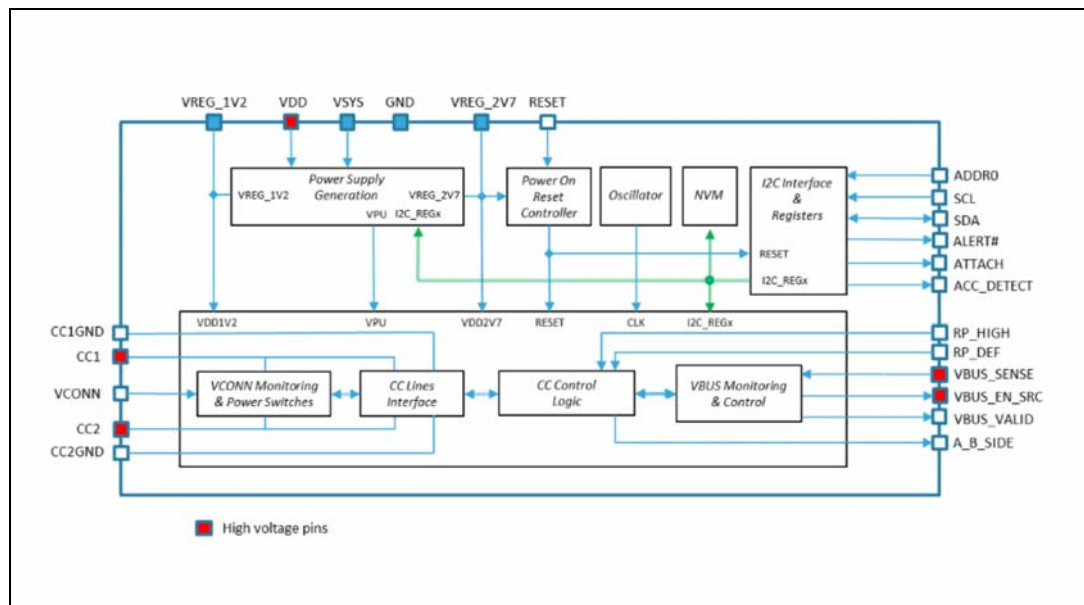 VREG_1V2 VDD VSYS GND VREG_2V7 RESET
Power Supply
Generation
VREG_1V2
VREG_2V7
VPU I2C_REGx
Power On
Reset
Controller
Oscillator
NVM
I2C Interface
&
Registers
RESET
I2C_REGx
ADDR0
SCL
SDA
ALERT#
ATTACH
ACC_DETECT
VDD1V2 VPU VDD2V7 RESET CLK I2C_REGx
CC1GND
CC1
VCONN
CC2
CC2GND
VCONN Monitoring
& Power Switches
CC Lines
Interface
CC Control
Logic
VBUS Monitoring
& Control
RP_HIGH
RP_DEF
VBUS_SENSE
VBUS_EN_SRC
VBUS_VALID
A_B_SIDE
High voltage pins